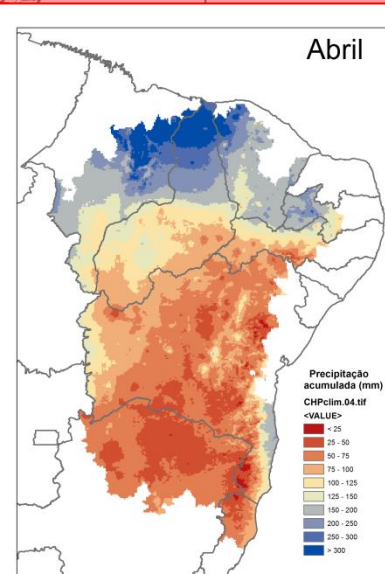 Abril
Precipitação
acumulada (mm)
CHPclim.04.tif
<VALUE>
< 25
25 - 50
50 - 75
75 - 100
100 - 125
125 - 150
150 - 200
200 - 250
250 - 300
> 300